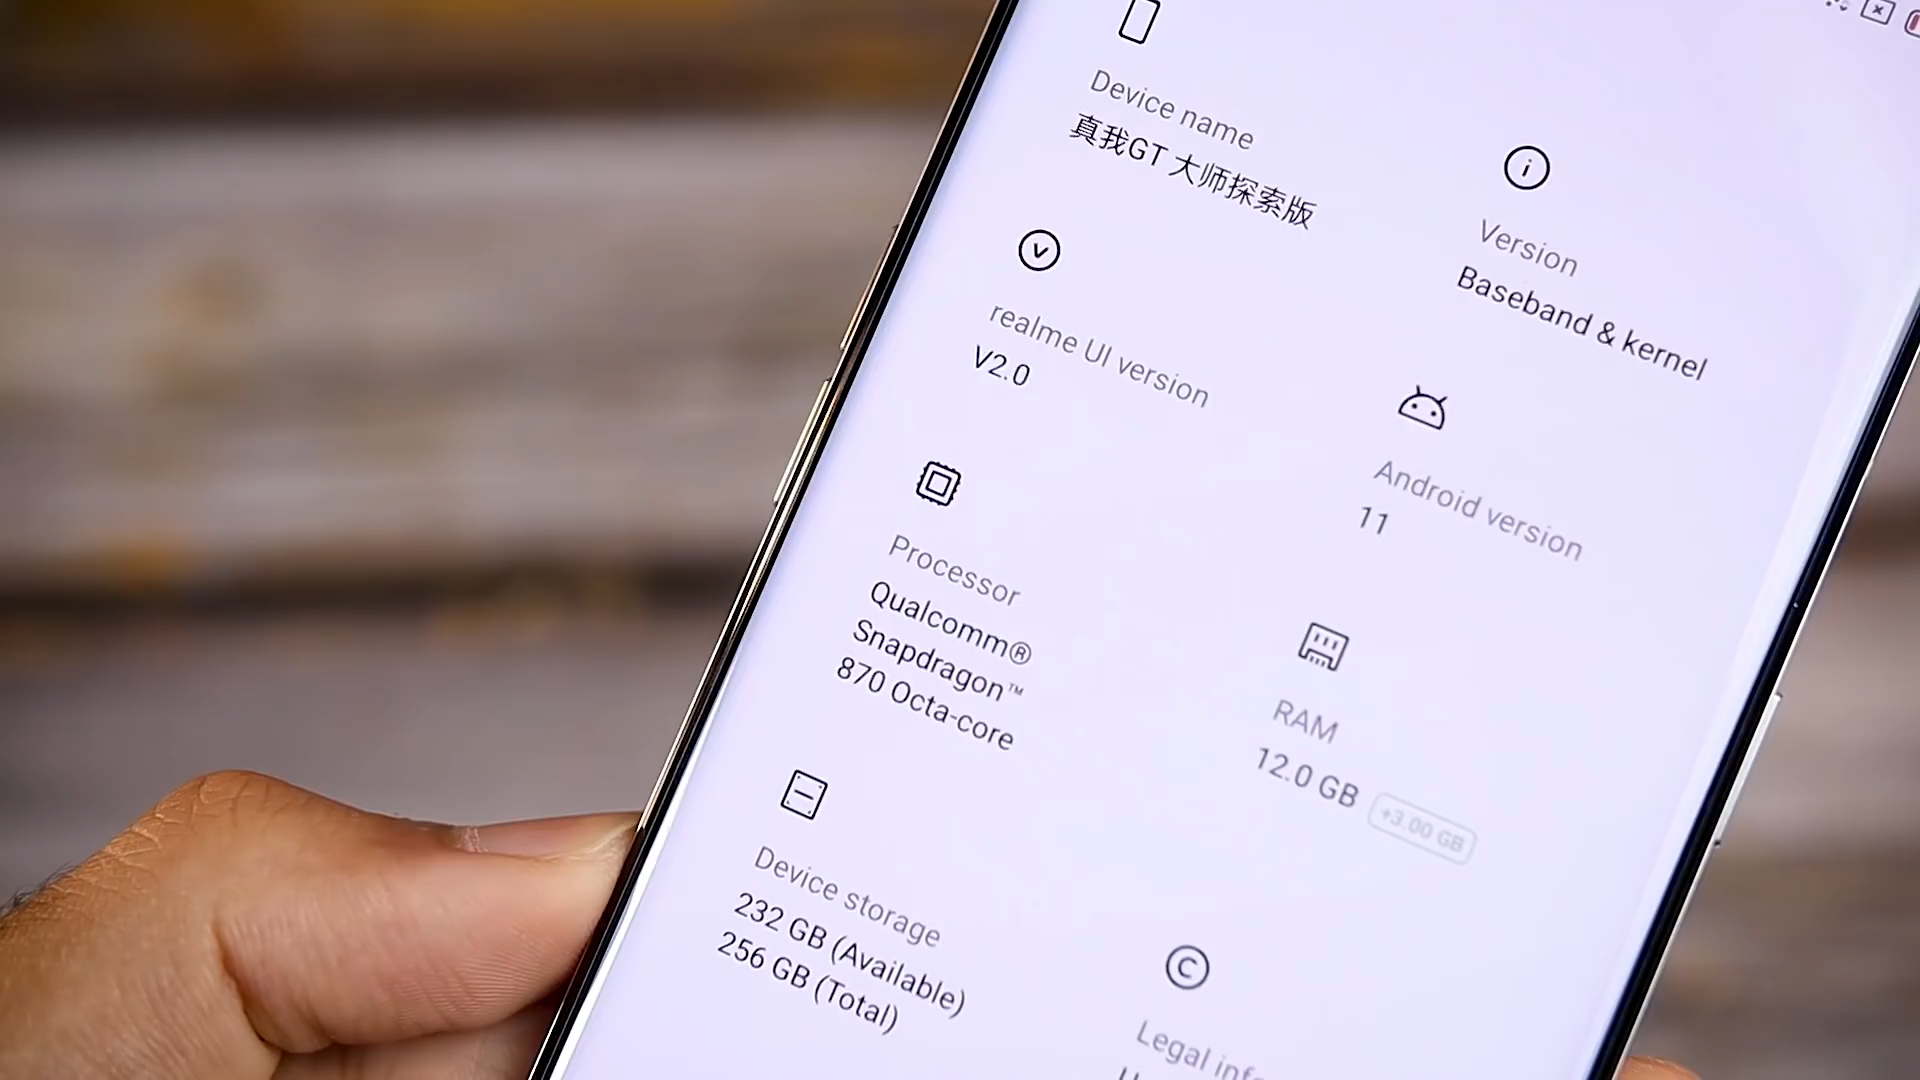 Device name
真我GT 大师探索版
Version
Baseband & kernel
realme UI version
V2.0
Android version
11
Processor
Qualcomm®
Snapdragon™
870 Octa-core
RAM
12.0 GB +3.00 GB
Device storage
232 GB (Available)
256 GB (Total)
Legal